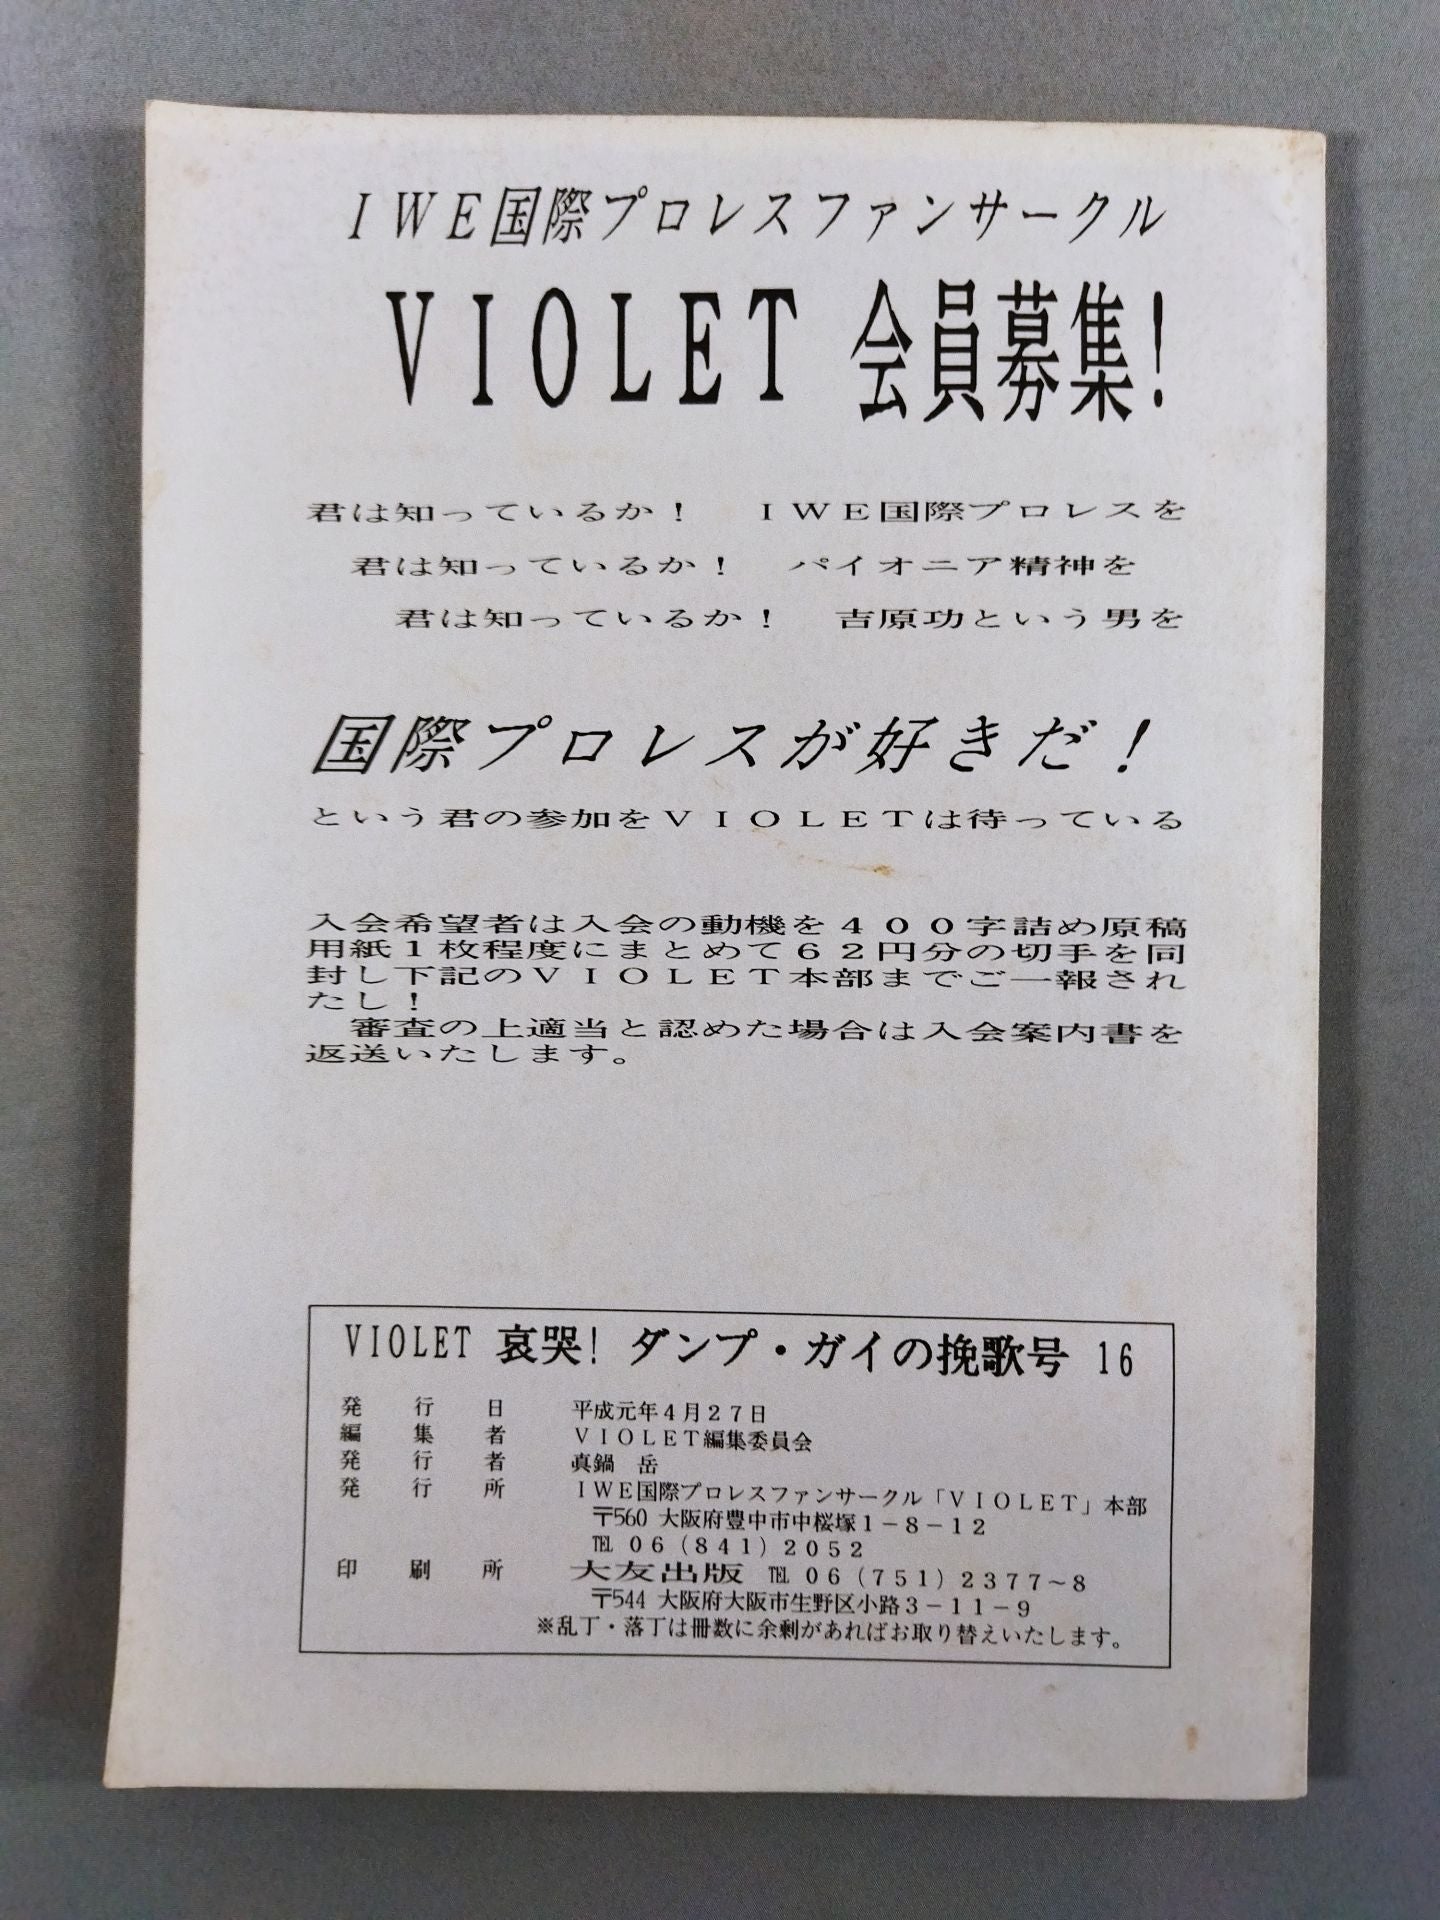 IWE国際プロレスファンサークル
VIOLET 会員募集!
君は知っているか！　IWE国際プロレスを
君は知っているか！　パイオニア精神を
君は知っているか！　吉原功という男を
国際プロレスが好きだ！
という君の参加をVIOLETは待っている
入会希望者は入会の動機を400字詰め原稿
用紙1枚程度にまとめて62円分の切手を同
封し下記のVIOLET本部までご一報され
たし！
　審査の上適当と認めた場合は入会案内書を
返送いたします。
VIOLET 哀哭! ダンプ・ガイの挽歌号 16
発行日　平成元年4月27日
編集者　VIOLET編集委員会
発行者　真鍋　岳
発行所　IWE国際プロレスファンサークル「VIOLET」本部
〒560 大阪府豊中市中桜塚1－8－12
℡ 06(841)2052
印刷所　大友出版 ℡ 06(751)2377～8
〒544 大阪府大阪市生野区小路3－11－9
※乱丁・落丁は冊数に余剰があればお取り替えいたします。